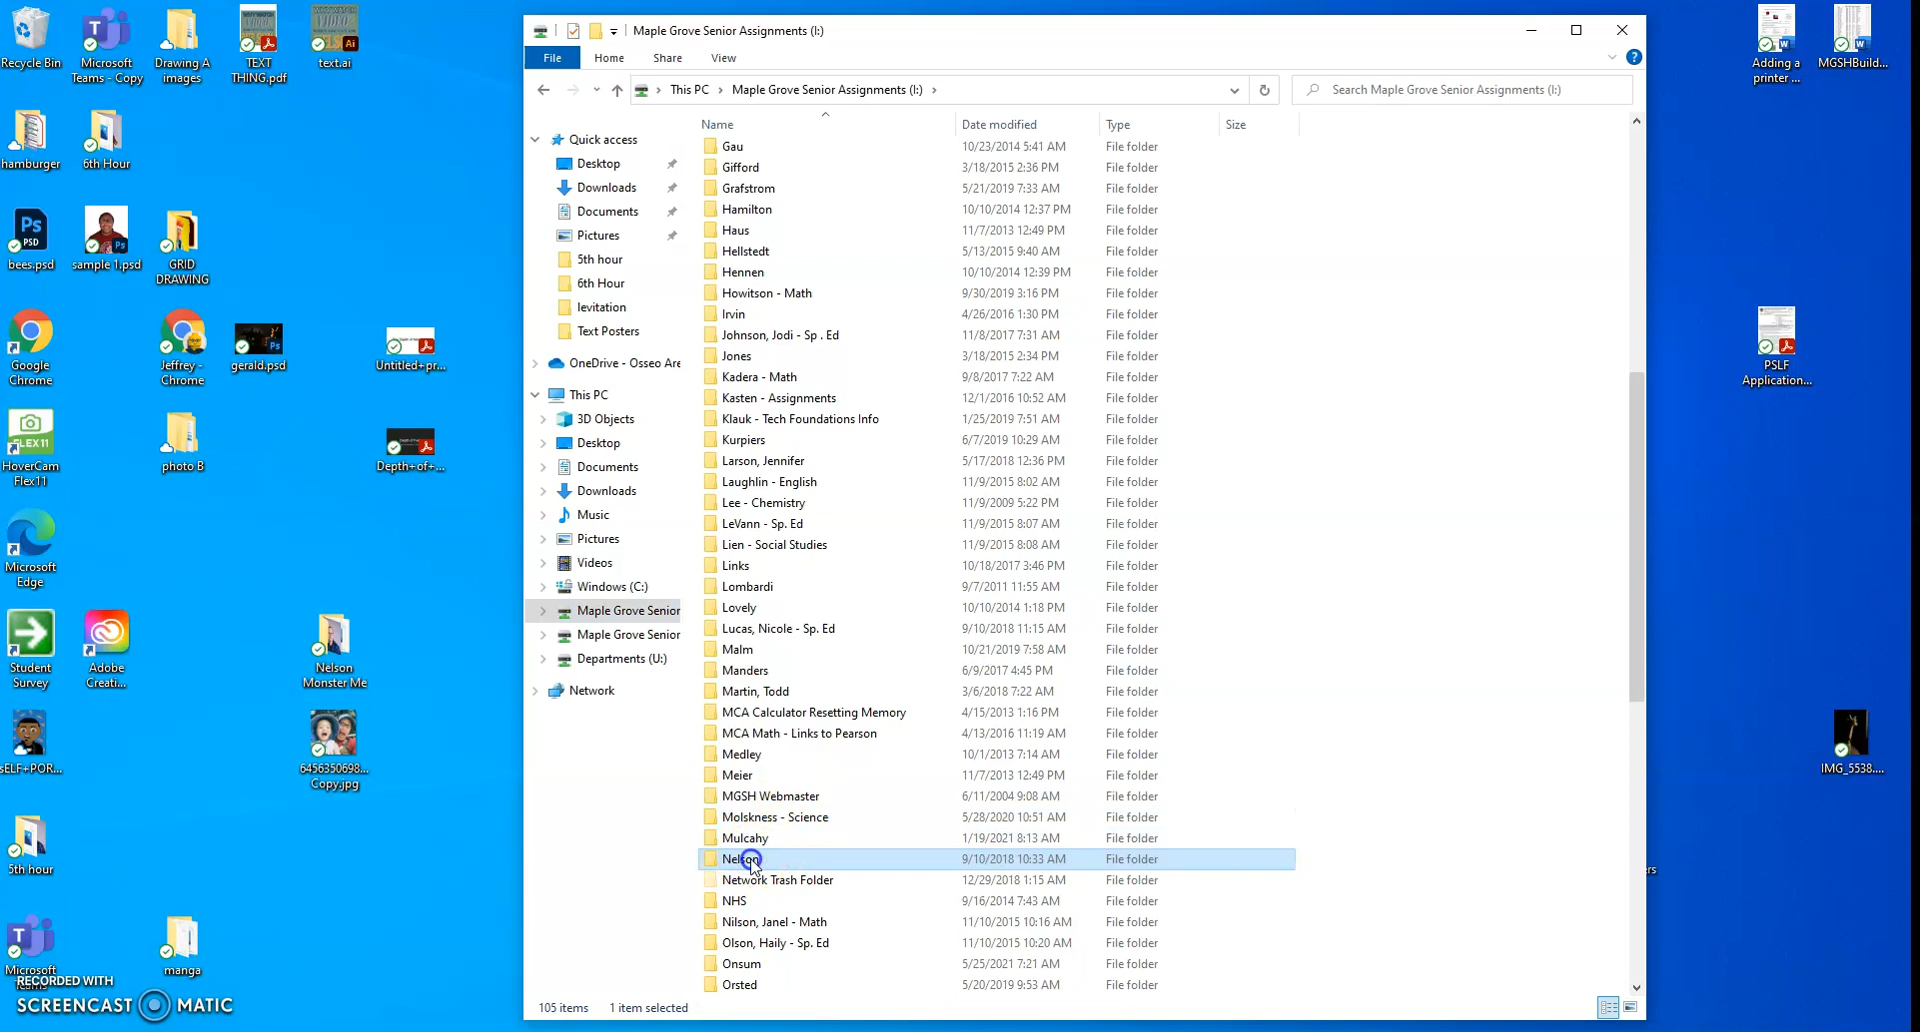 Recycle Bin
Microsoft
Teams - Copy
Drawing A
images
TEXT
THING.pdf
text.ai
hamburger
6th Hour
bees.psd
sample 1.psd
GRID
DRAWING
Google
Chrome
Jeffrey -
Chrome
gerald.psd
Untitled+pr...
HoverCam
Flex11
photo B
Depth+of+...
Microsoft
Edge
Student
Survey
Adobe
Creati...
Nelson
Monster Me
sELF+POR...
6456350698...
Copy.jpg
5th hour
Microsoft
manga
RECORDED WITH
SCREENCAST MATIC
Maple Grove Senior Assignments (I:)
File Home Share View
This PC > Maple Grove Senior Assignments (I:) >
Search Maple Grove Senior Assignments (I:)
Quick access
Desktop
Downloads
Documents
Pictures
5th hour
6th Hour
levitation
Text Posters
OneDrive - Osseo Are
This PC
3D Objects
Desktop
Documents
Downloads
Music
Pictures
Videos
Windows (C:)
Maple Grove Senior
Maple Grove Senior
Departments (U:)
Network
Name Date modified Type Size
Gau 10/23/2014 5:41 AM File folder
Gifford 3/18/2015 2:36 PM File folder
Grafstrom 5/21/2019 7:33 AM File folder
Hamilton 10/10/2014 12:37 PM File folder
Haus 11/7/2013 12:49 PM File folder
Hellstedt 5/13/2015 9:40 AM File folder
Hennen 10/10/2014 12:39 PM File folder
Howitson - Math 9/30/2019 3:16 PM File folder
Irvin 4/26/2016 1:30 PM File folder
Johnson, Jodi - Sp . Ed 11/8/2017 7:31 AM File folder
Jones 3/18/2015 2:34 PM File folder
Kadera - Math 9/8/2017 7:22 AM File folder
Kasten - Assignments 12/1/2016 10:52 AM File folder
Klauk - Tech Foundations Info 1/25/2019 7:51 AM File folder
Kurpiers 6/7/2019 10:29 AM File folder
Larson, Jennifer 5/17/2018 12:36 PM File folder
Laughlin - English 11/9/2015 8:02 AM File folder
Lee - Chemistry 11/9/2009 5:22 PM File folder
LeVann - Sp. Ed 11/9/2015 8:07 AM File folder
Lien - Social Studies 11/9/2015 8:08 AM File folder
Links 10/18/2017 3:46 PM File folder
Lombardi 9/7/2011 11:55 AM File folder
Lovely 10/10/2014 1:18 PM File folder
Lucas, Nicole - Sp. Ed 9/10/2018 11:15 AM File folder
Malm 10/21/2019 7:58 AM File folder
Manders 6/9/2017 4:45 PM File folder
Martin, Todd 3/6/2018 7:22 AM File folder
MCA Calculator Resetting Memory 4/15/2013 1:16 PM File folder
MCA Math - Links to Pearson 4/13/2016 11:19 AM File folder
Medley 10/1/2013 7:14 AM File folder
Meier 11/7/2013 12:49 PM File folder
MGSH Webmaster 6/11/2004 9:08 AM File folder
Molskness - Science 5/28/2020 10:51 AM File folder
Mulcahy 1/19/2021 8:13 AM File folder
Nelson 9/10/2018 10:33 AM File folder
Network Trash Folder 12/29/2018 1:15 AM File folder
NHS 9/16/2014 7:43 AM File folder
Nilson, Janel - Math 11/10/2015 10:16 AM File folder
Olson, Haily - Sp. Ed 11/10/2015 10:20 AM File folder
Onsum 5/25/2021 7:21 AM File folder
Orsted 5/20/2019 9:53 AM File folder
105 items 1 item selected
Adding a
printer ...
MGSHBuild...
PSLF
Application...
IMG_5538....
rs